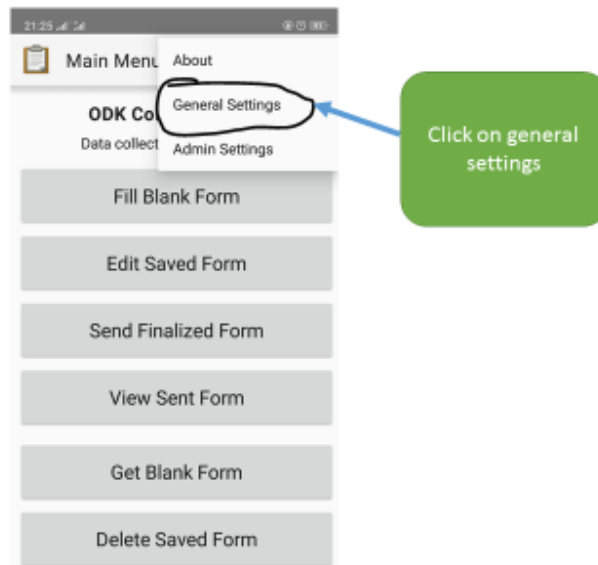 21:25
Main Menu
About
ODK Co
General Settings
Data collect
Admin Settings
Click on general
settings
Fill Blank Form
Edit Saved Form
Send Finalized Form
View Sent Form
Get Blank Form
Delete Saved Form